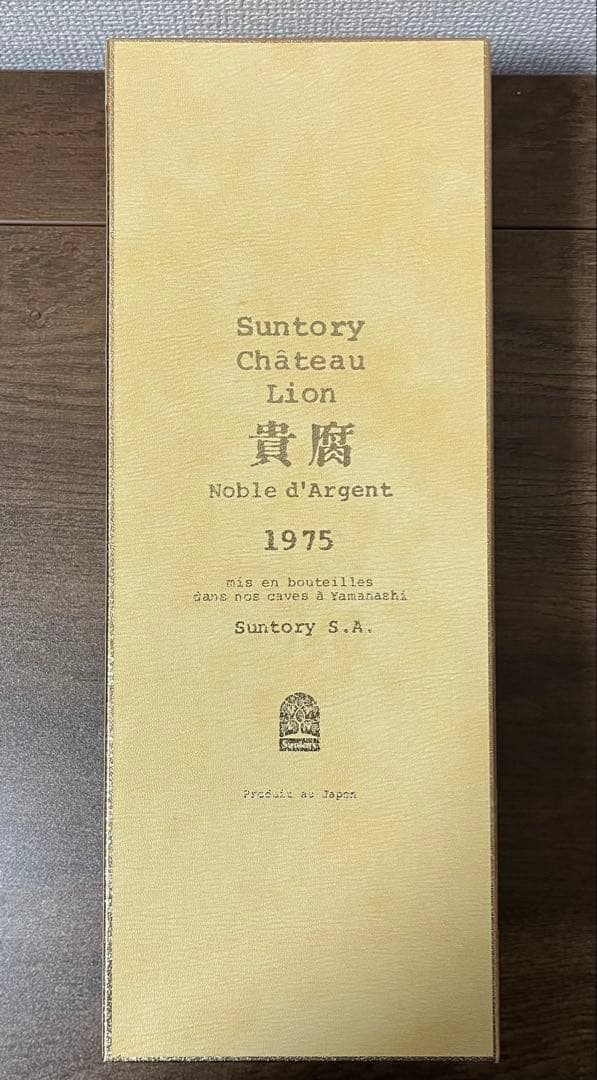 Suntory
Château
Lion
貴腐
Noble d'Argent
1975
mis en bouteilles
dans nos caves à Yamanashi
Suntory S.A.
Suntory
Produit au Japon